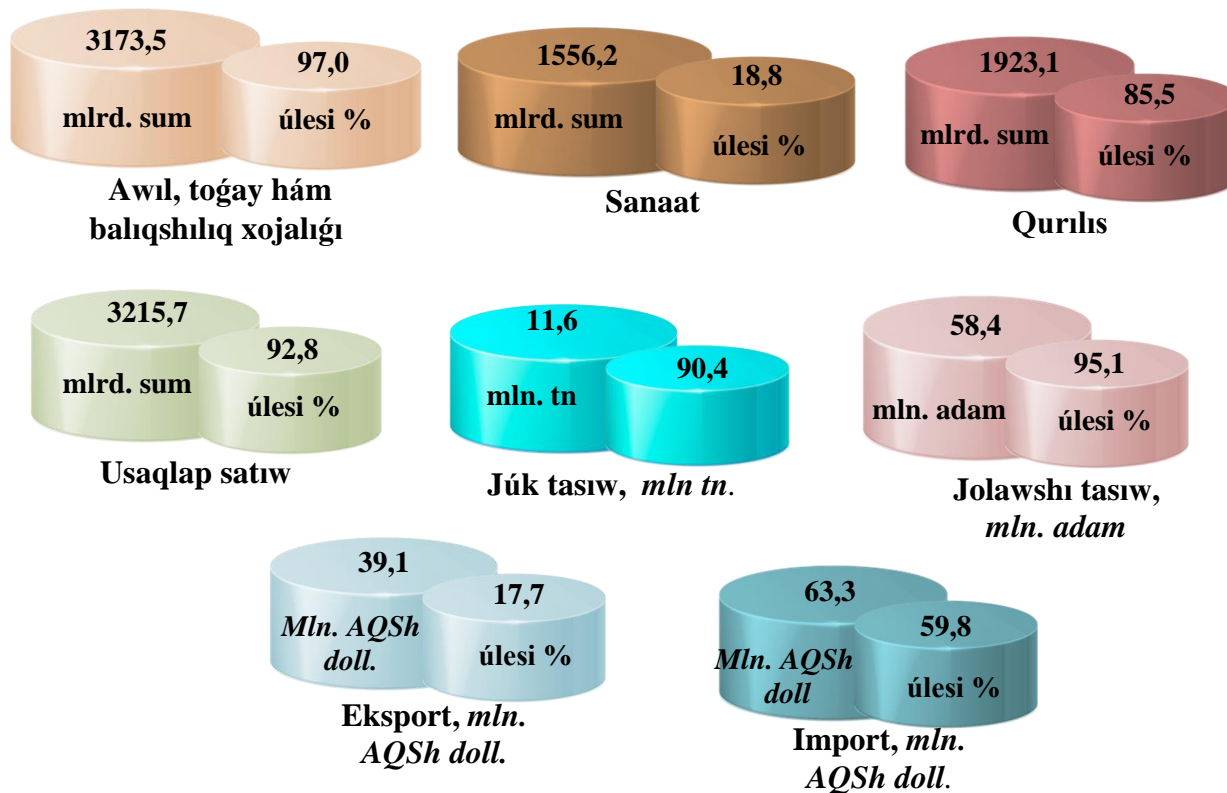 3173,5
mlrd. sum
97,0
úlesi %
Awıl, toǵay hám
balıqshılıq xojalıǵı
1556,2
mlrd. sum
18,8
úlesi %
Sanaat
1923,1
mlrd. sum
85,5
úlesi %
Qurılıs
3215,7
mlrd. sum
92,8
úlesi %
Usaqlap satıw
11,6
mln. tn
90,4
Júk tasıw, mln tn.
58,4
mln. adam
95,1
úlesi %
Jolawshı tasıw,
mln. adam
39,1
Mln. AQSh
doll.
17,7
úlesi %
Eksport, mln.
AQSh doll.
63,3
Mln. AQSh
doll
59,8
úlesi %
Import, mln.
AQSh doll.